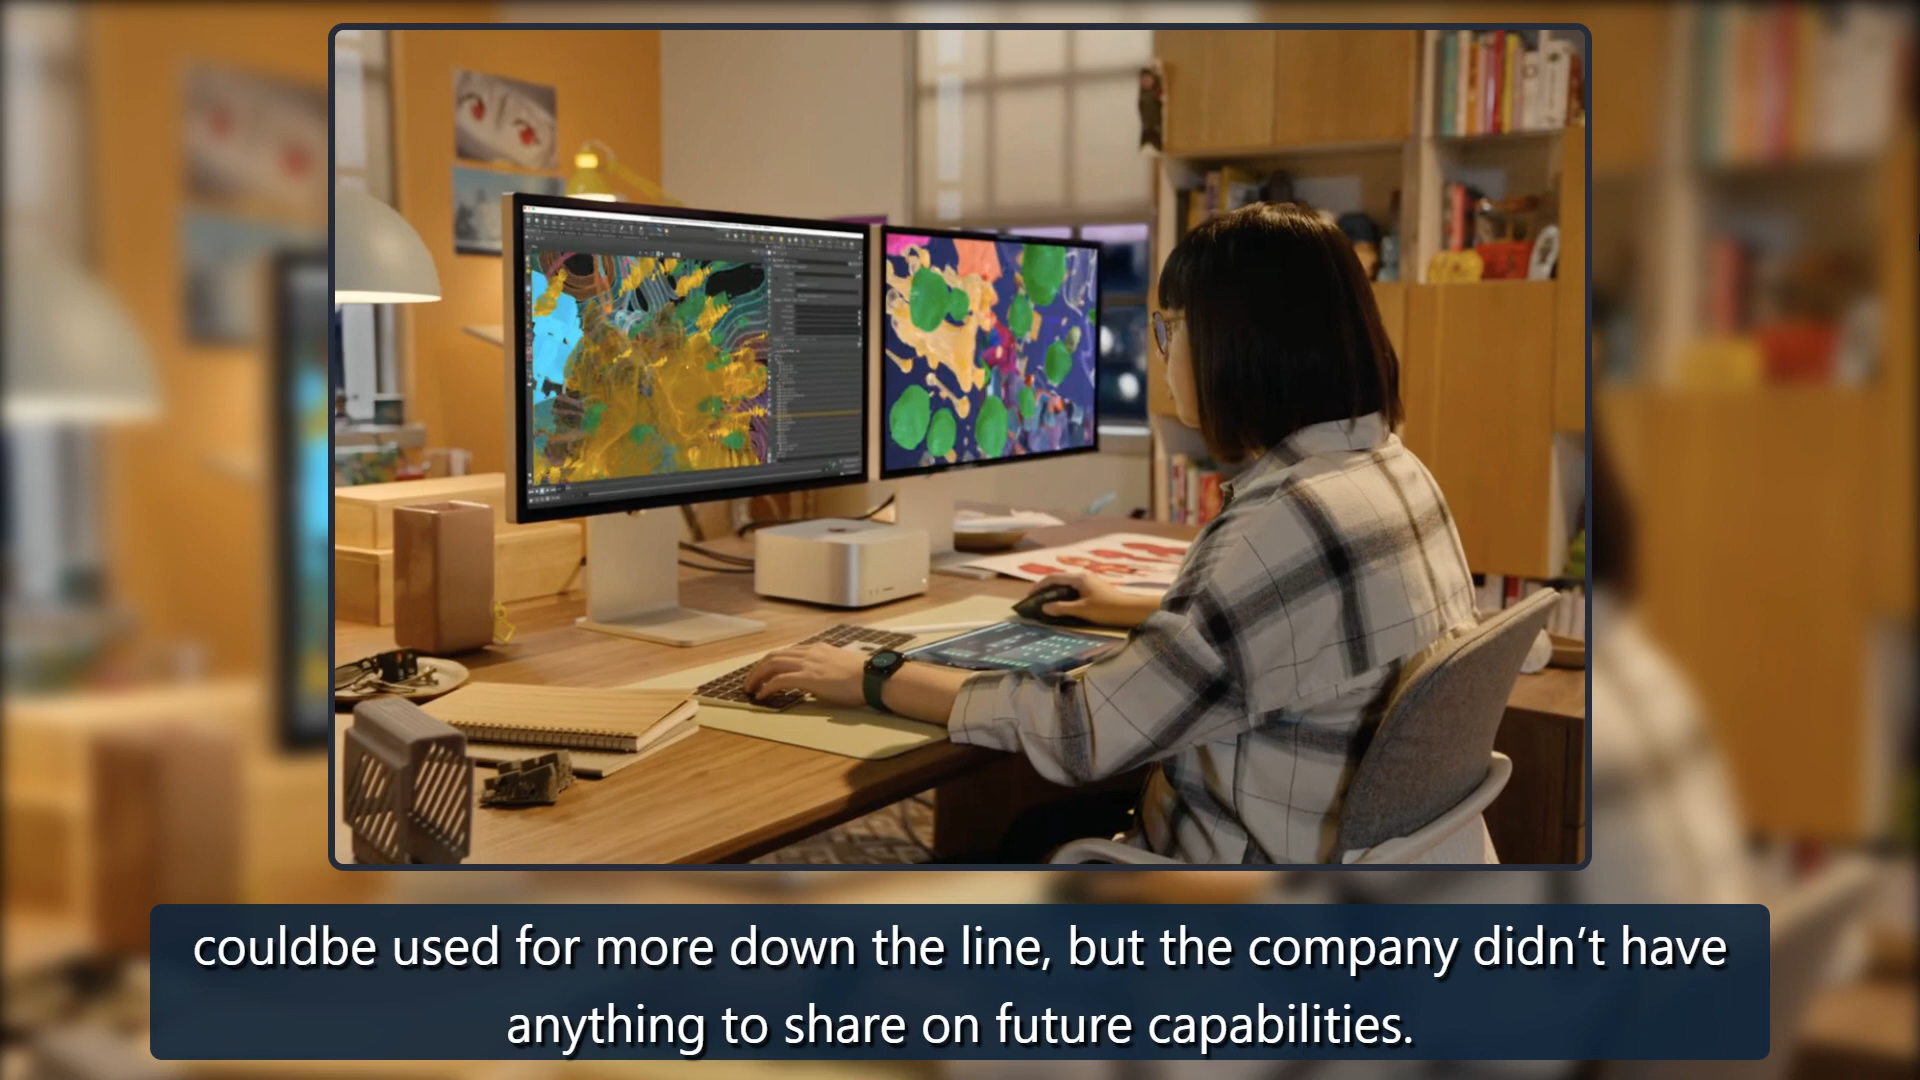 couldbe used for more down the line, but the company didn’t have
anything to share on future capabilities.